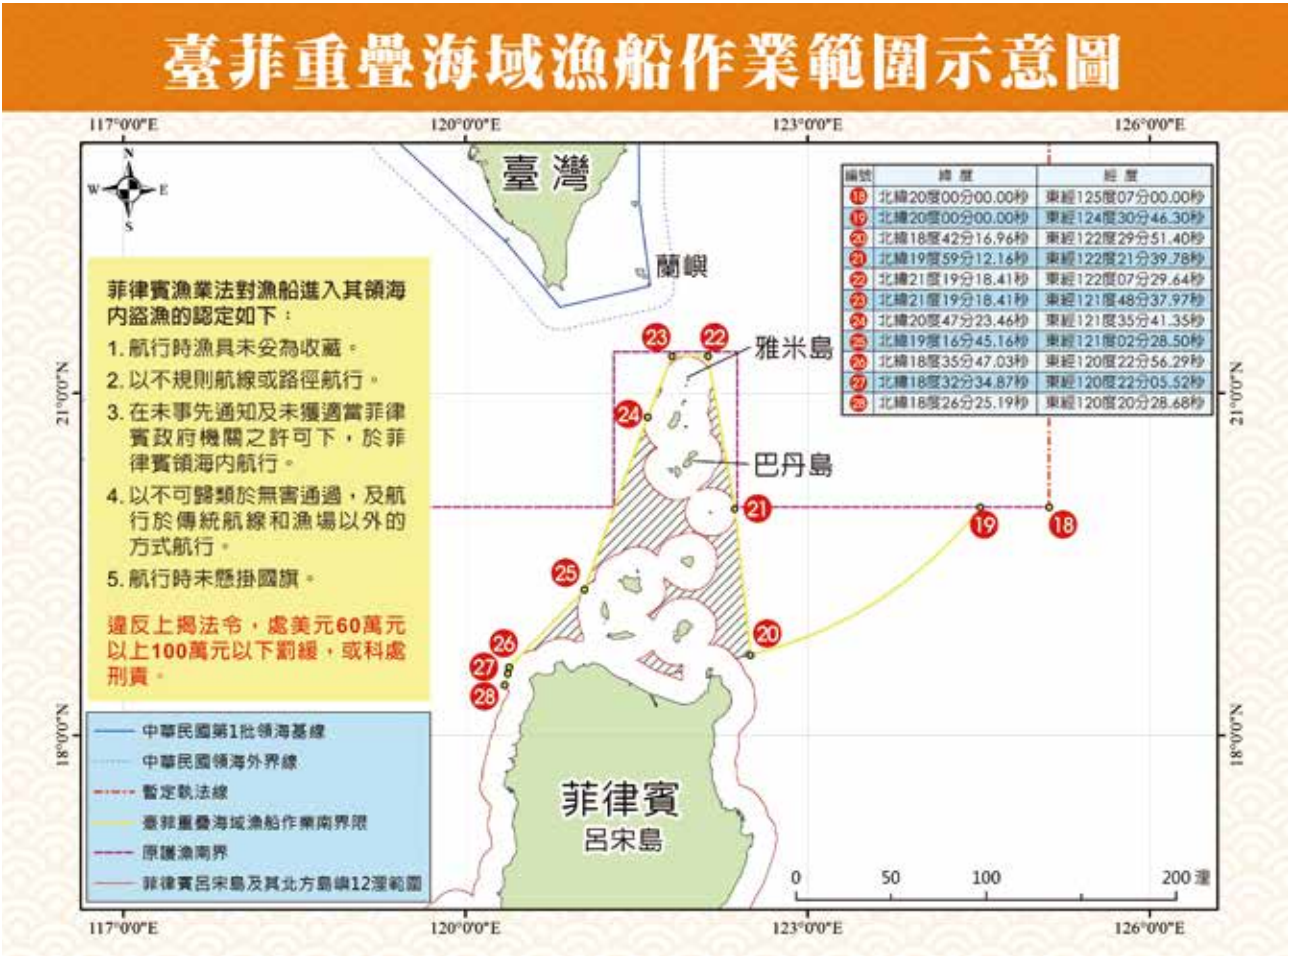 臺菲重疊海域漁船作業範圍示意圖
117°0'0"E 120°0'0"E 123°0'0"E 126°0'0"E
N
W E
S
臺灣
蘭嶼
編號 緯度 經度
18 北緯20度00分00.00秒 東經125度07分00.00秒
19 北緯20度00分00.00秒 東經124度30分46.30秒
20 北緯18度42分16.96秒 東經122度29分51.40秒
21 北緯19度59分12.16秒 東經122度21分39.78秒
22 北緯21度19分18.41秒 東經122度07分29.64秒
23 北緯21度19分18.41秒 東經121度48分37.97秒
24 北緯20度47分23.46秒 東經121度35分41.35秒
25 北緯19度16分45.16秒 東經121度02分28.50秒
26 北緯18度35分47.03秒 東經120度22分56.29秒
27 北緯18度32分34.87秒 東經120度22分05.52秒
28 北緯18度26分25.19秒 東經120度20分28.68秒
菲律賓漁業法對漁船進入其領海
內盜漁的認定如下：
1. 航行時漁具未妥為收藏。
2. 以不規則航線或路徑航行。
3. 在未事先通知及未獲適當菲律
賓政府機關之許可下，於菲
律賓領海內航行。
4. 以不可歸類於無害通過，及航
行於傳統航線和漁場以外的
方式航行。
5. 航行時未懸掛國旗。
違反上揭法令，處美元60萬元
以上100萬元以下罰緩，或科處
刑責。
21°0'0"N
21°0'0"N
23
22
雅米島
24
巴丹島
21
19
18
25
20
26
27
28
18°0'0"N
18°0'0"N
中華民國第1批領海基線
中華民國領海外界線
暫定執法線
臺菲重疊海域漁船作業南界限
原護漁南界
菲律賓呂宋島及其北方島嶼12浬範圍
菲律賓
呂宋島
0 50 100 200 浬
117°0'0"E 120°0'0"E 123°0'0"E 126°0'0"E